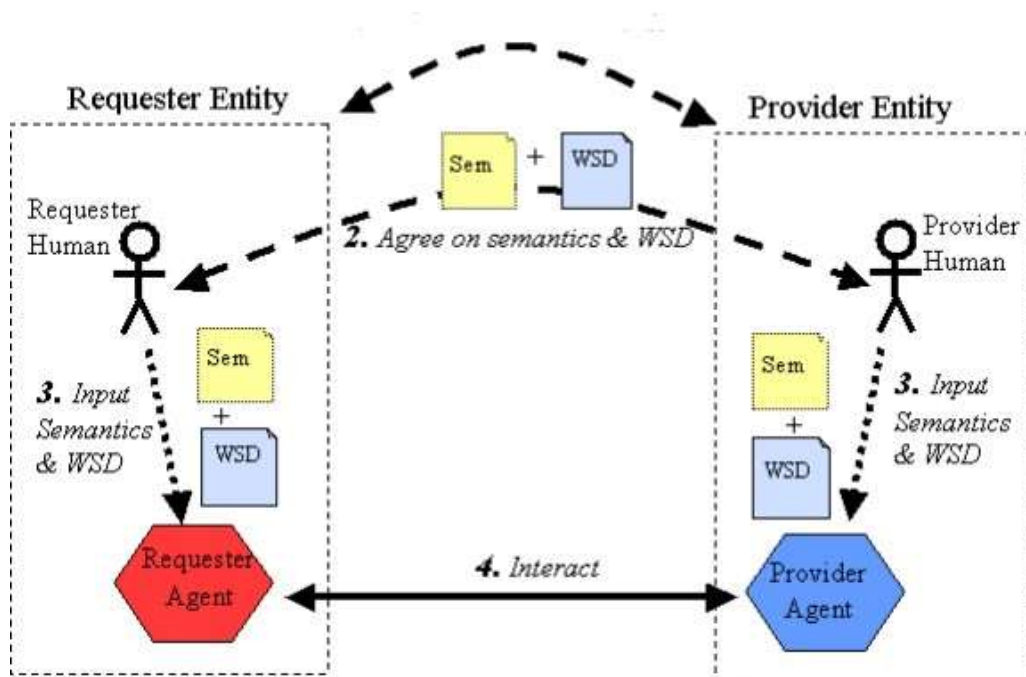 Requester Entity
Provider Entity
Sem
+
WSD
Requester
Human
Provider
Human
2. Agree on semantics & WSD
Sem
+
WSD
3. Input
Semantics
& WSD
Sem
+
WSD
3. Input
Semantics
& WSD
Requester
Agent
4. Interact
Provider
Agent